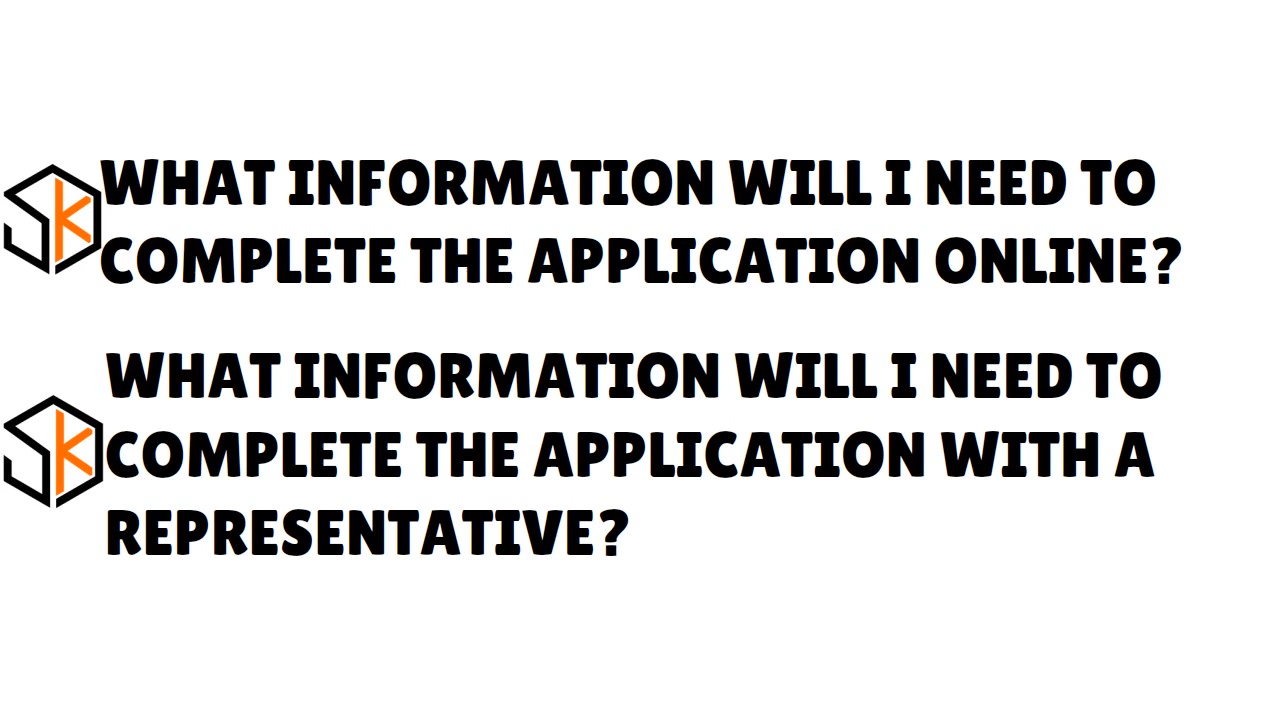 WHAT INFORMATION WILL I NEED TO
COMPLETE THE APPLICATION ONLINE?
WHAT INFORMATION WILL I NEED TO
COMPLETE THE APPLICATION WITH A
REPRESENTATIVE?